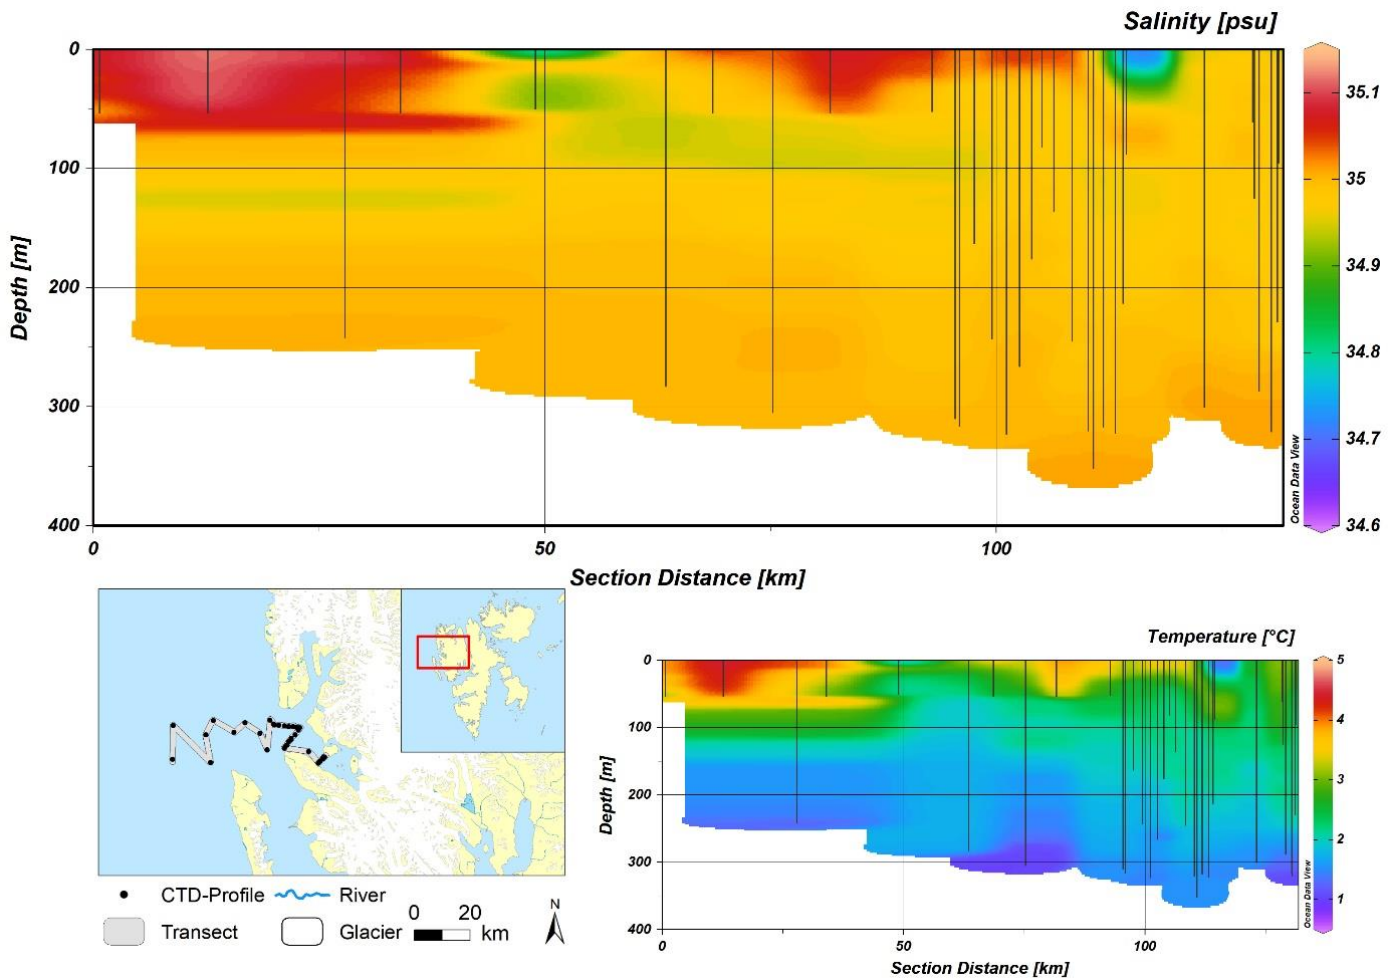 Salinity [psu]
0
100
200
300
400
Depth [m]
0
50
100
Section Distance [km]
35.1
35
34.9
34.8
34.7
34.6
Ocean Data View
CTD-Profile
River
Transect
Glacier
0 20
km
N
Temperature [°C]
0
100
200
300
400
Depth [m]
0
50
100
Section Distance [km]
5
4
3
2
1
Ocean Data View